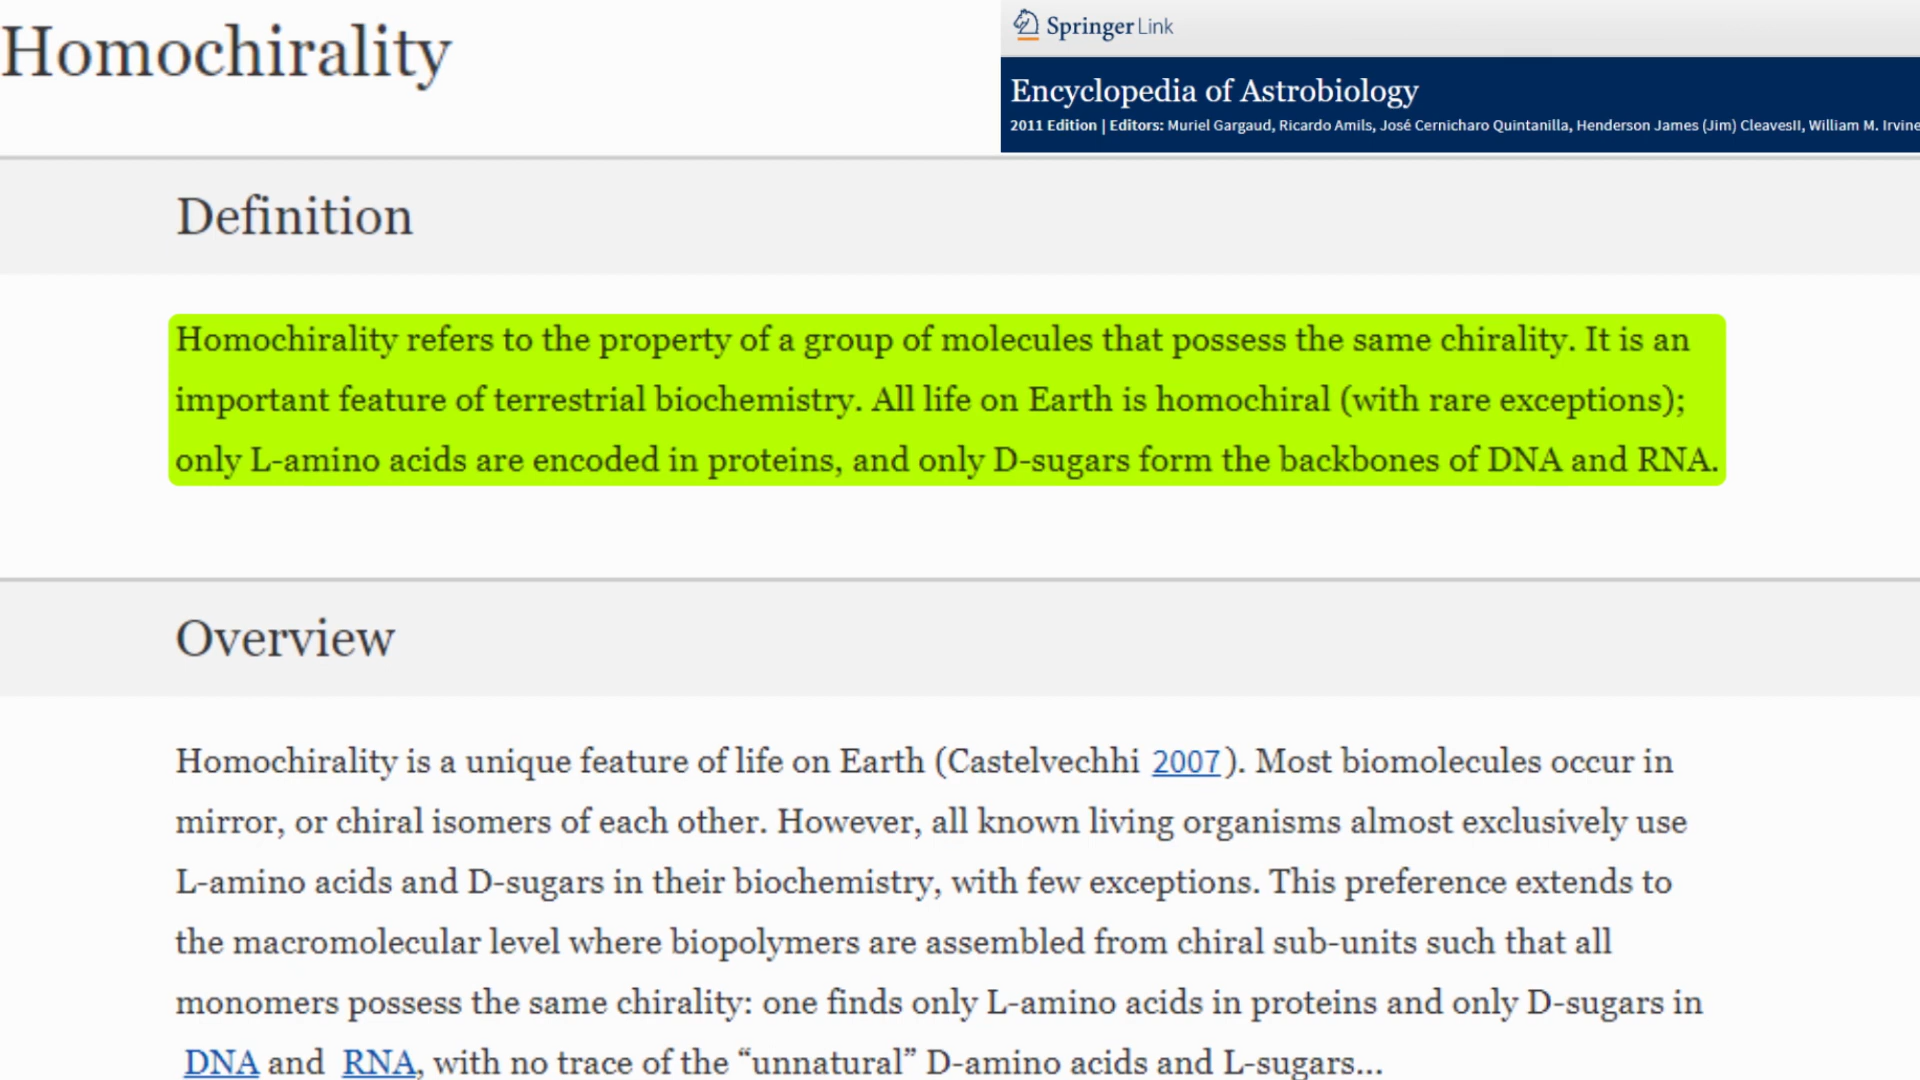 Homochirality
SpringerLink
Encyclopedia of Astrobiology
2011 Edition | Editors: Muriel Gargaud, Ricardo Amils, José Cernicharo Quintanilla, Henderson James (Jim) CleavesII, William M. Irvine
Definition
Homochirality refers to the property of a group of molecules that possess the same chirality. It is an
important feature of terrestrial biochemistry. All life on Earth is homochiral (with rare exceptions);
only L-amino acids are encoded in proteins, and only D-sugars form the backbones of DNA and RNA.
Overview
Homochirality is a unique feature of life on Earth (Castelvechhi 2007). Most biomolecules occur in
mirror, or chiral isomers of each other. However, all known living organisms almost exclusively use
L-amino acids and D-sugars in their biochemistry, with few exceptions. This preference extends to
the macromolecular level where biopolymers are assembled from chiral sub-units such that all
monomers possess the same chirality: one finds only L-amino acids in proteins and only D-sugars in
DNA and RNA, with no trace of the “unnatural” D-amino acids and L-sugars...